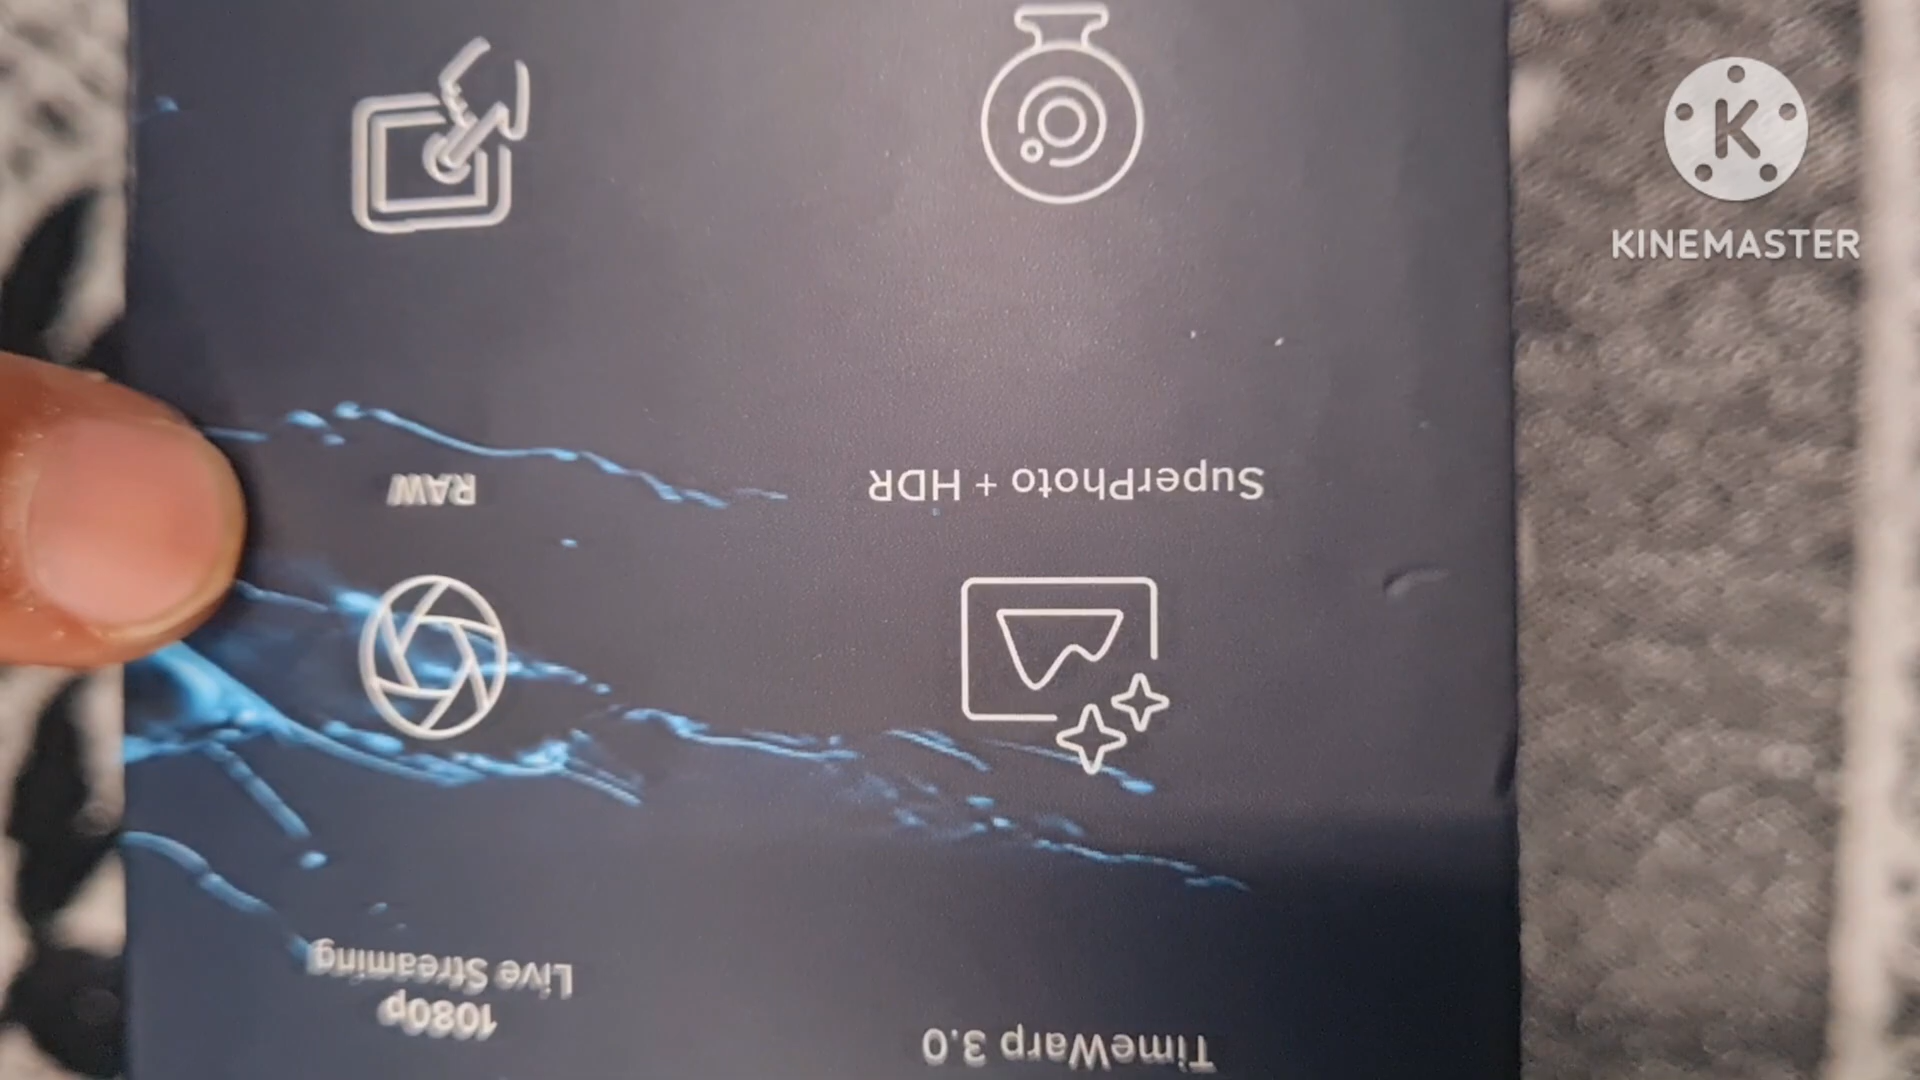 TimeWarp 3.0
1080p
Live Streaming
SuperPhoto + HDR
RAW
K
KINEMASTER